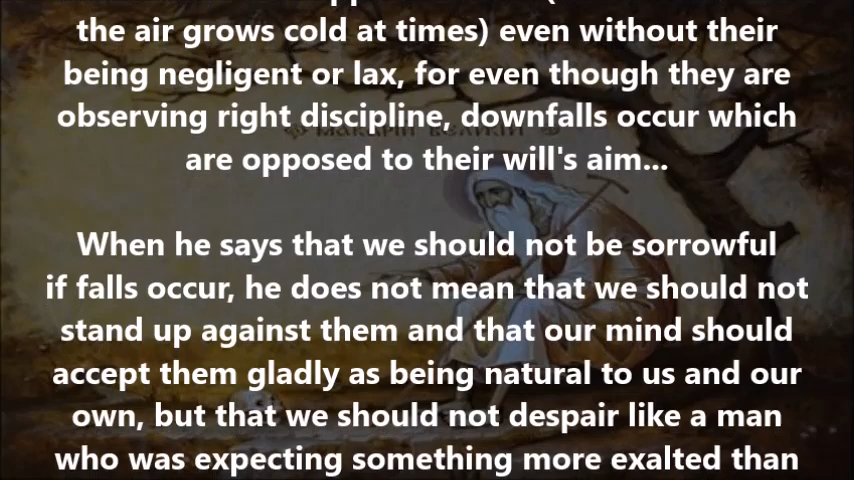 the air grows cold at times) even without their
being negligent or lax, for even though they are
observing right discipline, downfalls occur which
are opposed to their will's aim...
When he says that we should not be sorrowful
if falls occur, he does not mean that we should not
stand up against them and that our mind should
accept them gladly as being natural to us and our
own, but that we should not despair like a man
who was expecting something more exalted than